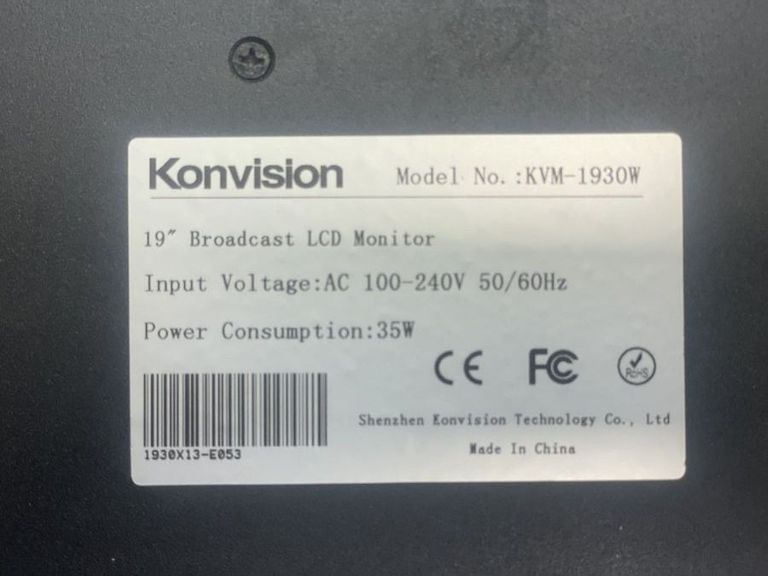 Konvision Model No.:KVM-1930W
19" Broadcast LCD Monitor
Input Voltage:AC 100-240V 50/60Hz
Power Consumption:35W
CE FC RoHS
Shenzhen Konvision Technology Co., Ltd
1930X13-E053
Made In China